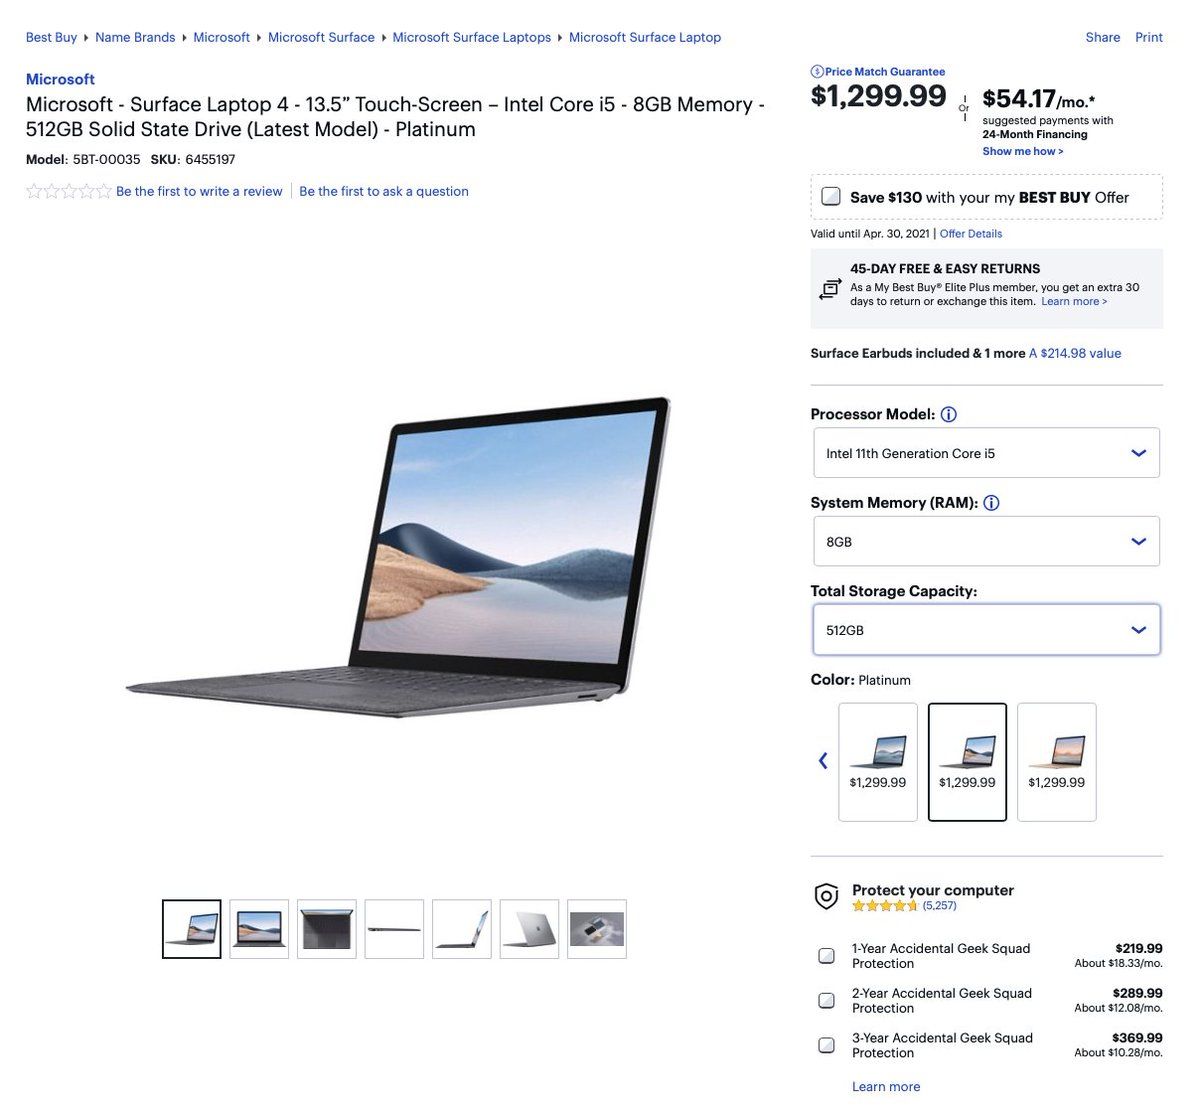 Best Buy Name Brands Microsoft Microsoft Surface Microsoft Surface Laptops Microsoft Surface Laptop
Share Print
Microsoft
Microsoft - Surface Laptop 4 - 13.5” Touch-Screen – Intel Core i5 - 8GB Memory -
512GB Solid State Drive (Latest Model) - Platinum
Model: 5BT-00035 SKU: 6455197
Be the first to write a review Be the first to ask a question
Price Match Guarantee
$1,299.99
Or
$54.17/mo.*
suggested payments with
24-Month Financing
Show me how >
Save $130 with your my BEST BUY Offer
Valid until Apr. 30, 2021 | Offer Details
45-DAY FREE & EASY RETURNS
As a My Best Buy® Elite Plus member, you get an extra 30
days to return or exchange this item. Learn more >
Surface Earbuds included & 1 more A $214.98 value
Processor Model:
Intel 11th Generation Core i5
System Memory (RAM):
8GB
Total Storage Capacity:
512GB
Color: Platinum
$1,299.99 $1,299.99 $1,299.99
Protect your computer
(5,257)
1-Year Accidental Geek Squad
Protection
$219.99
About $18.33/mo.
2-Year Accidental Geek Squad
Protection
$289.99
About $12.08/mo.
3-Year Accidental Geek Squad
Protection
$369.99
About $10.28/mo.
Learn more